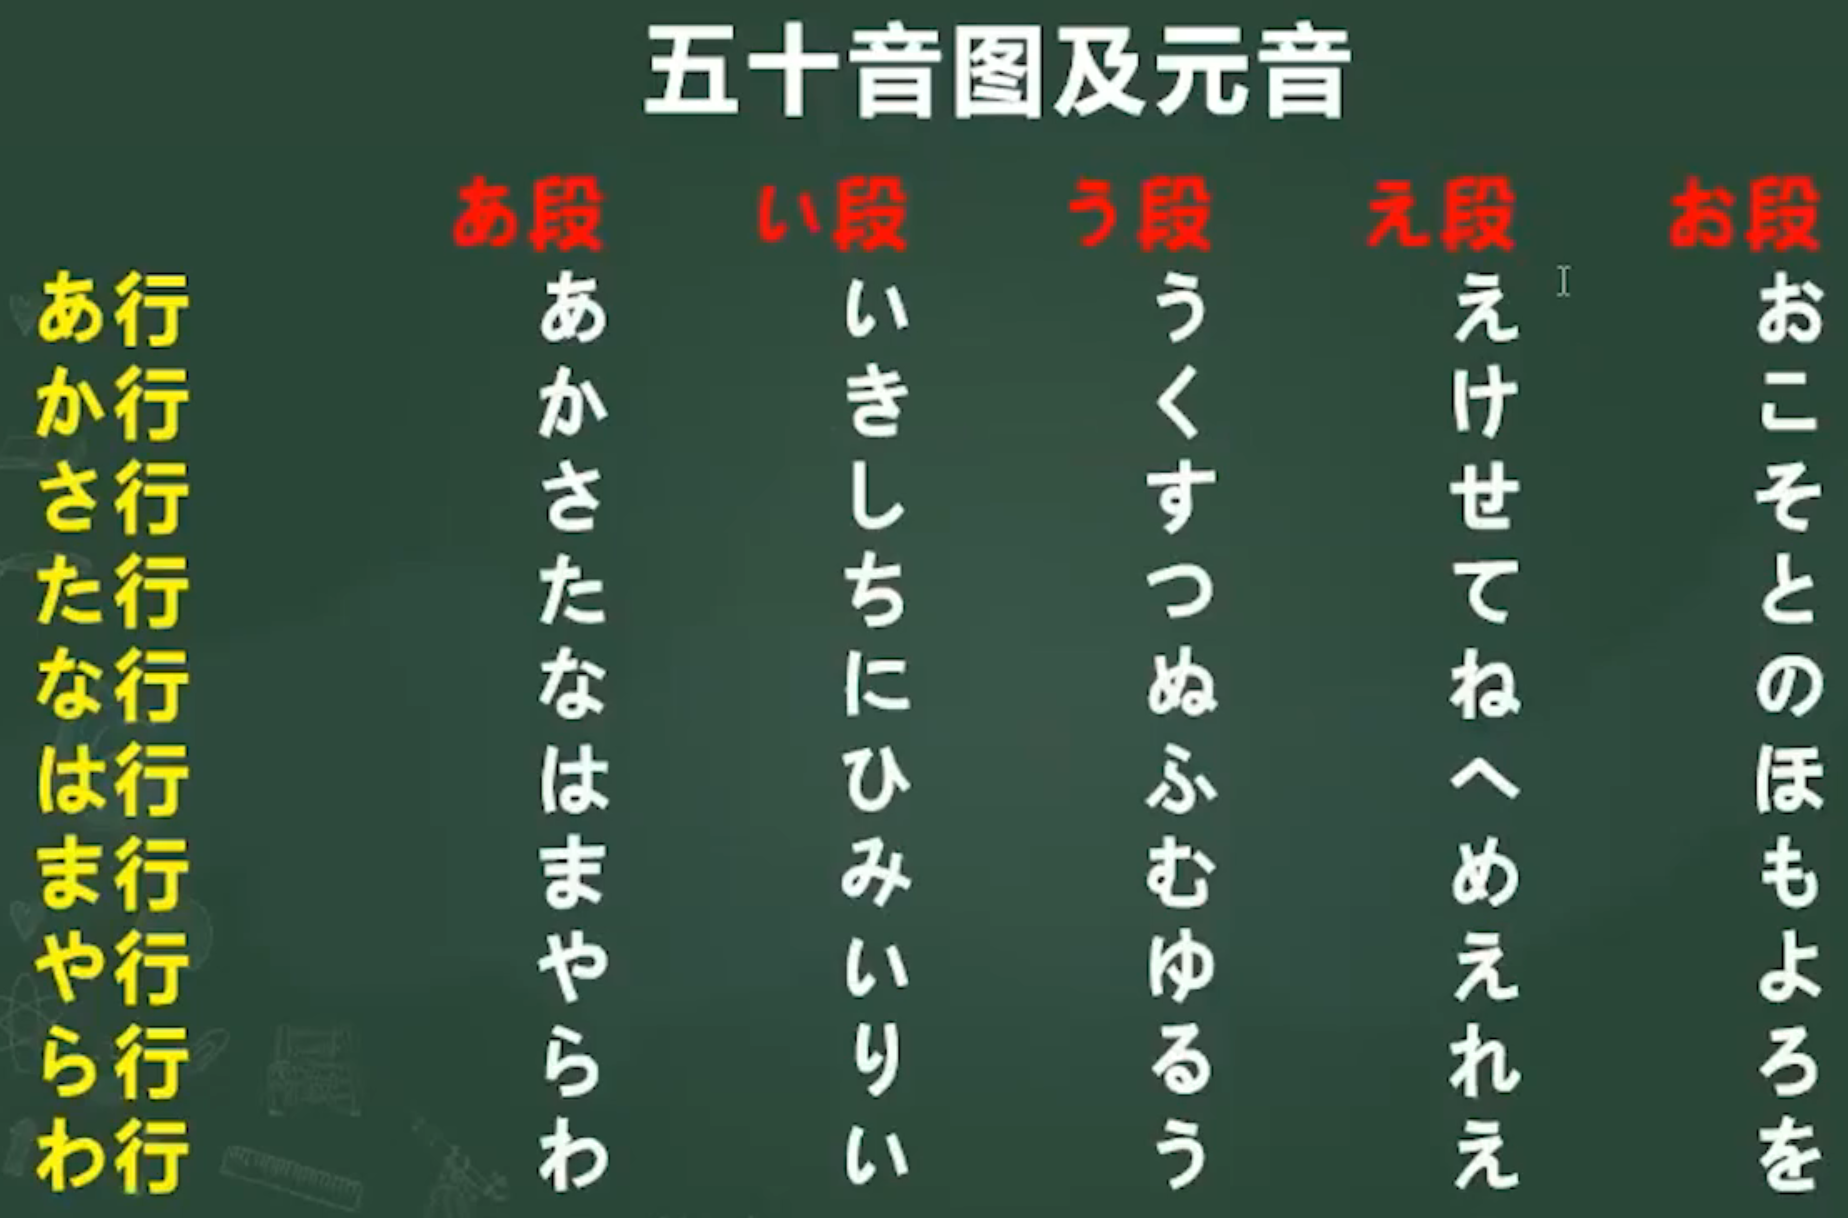 五十音图及元音
あ段 い段 う段 え段 お段
あ行 あ い う え お
か行 か き く け こ
さ行 さ し す せ そ
た行 た ち つ て と
な行 な に ぬ ね の
は行 は ひ ふ へ ほ
ま行 ま み む め も
や行 や い ゆ え よ
ら行 ら り る れ ろ
わ行 わ い う え を